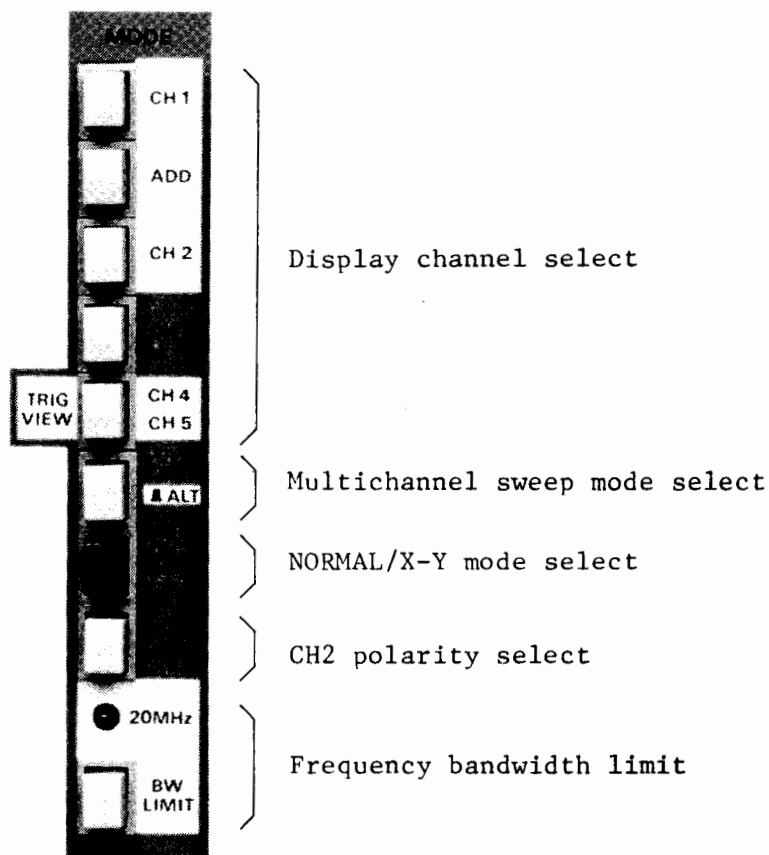 MODE
CH 1
ADD
CH 2
Display channel select
TRIG
VIEW
CH 4
CH 5
ALT
Multichannel sweep mode select
NORMAL/X-Y mode select
CH2 polarity select
20MHz
BW
LIMIT
Frequency bandwidth limit